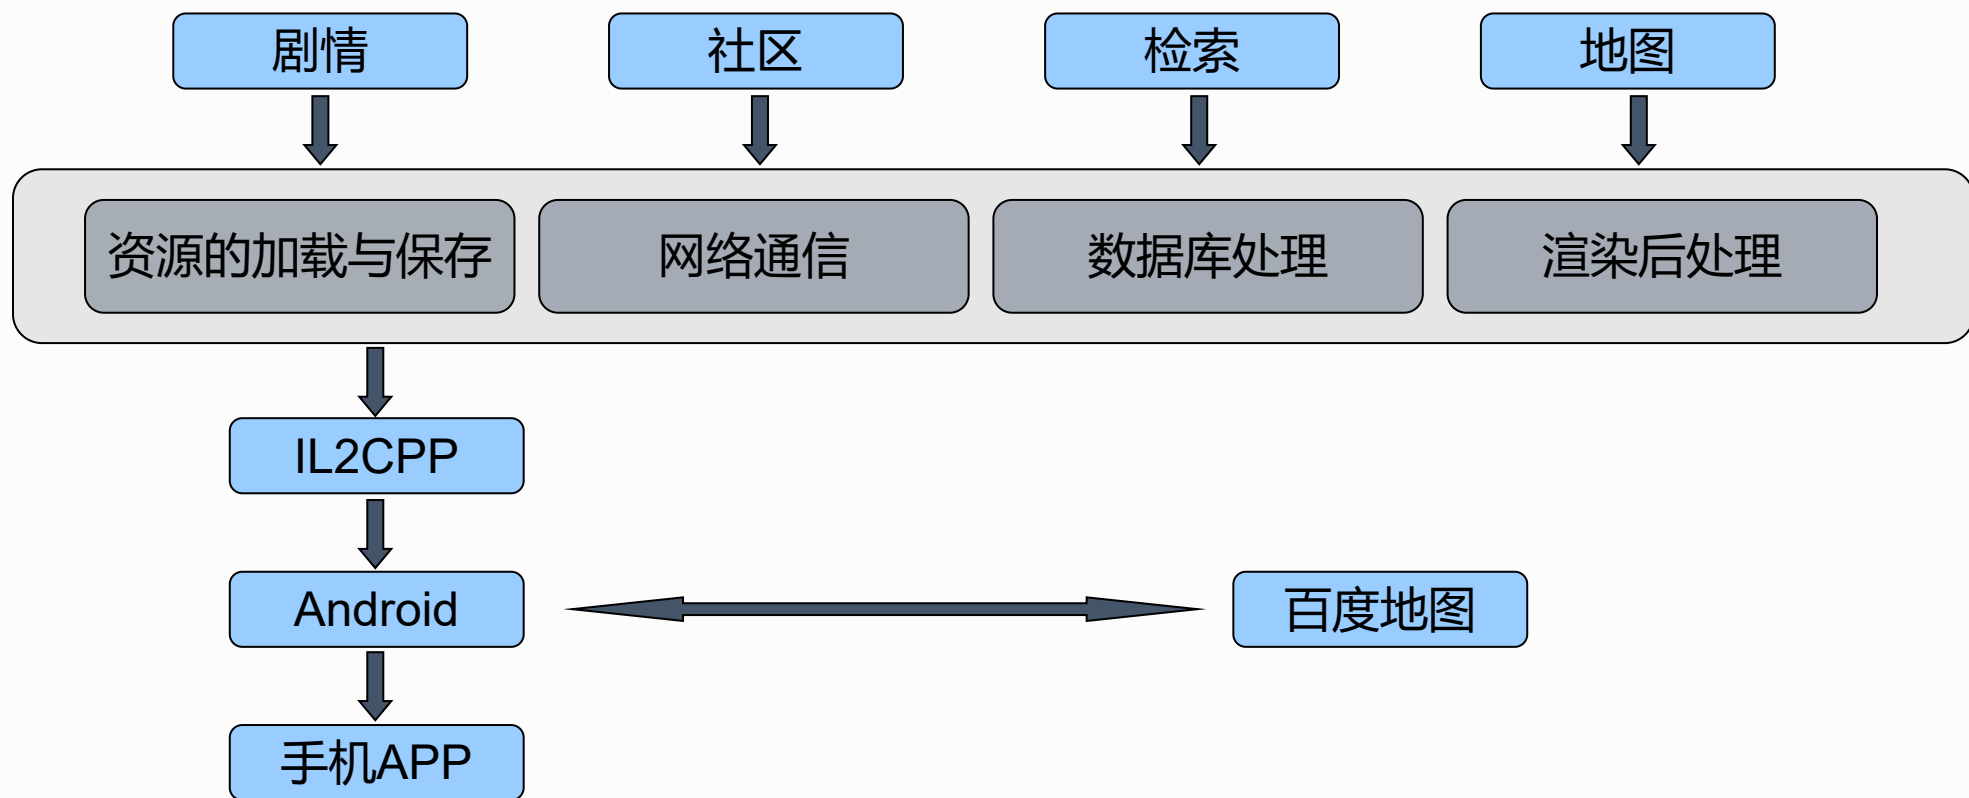 剧情
社区
检索
地图
资源的加载与保存
网络通信
数据库处理
渲染后处理
IL2CPP
Android
百度地图
手机APP